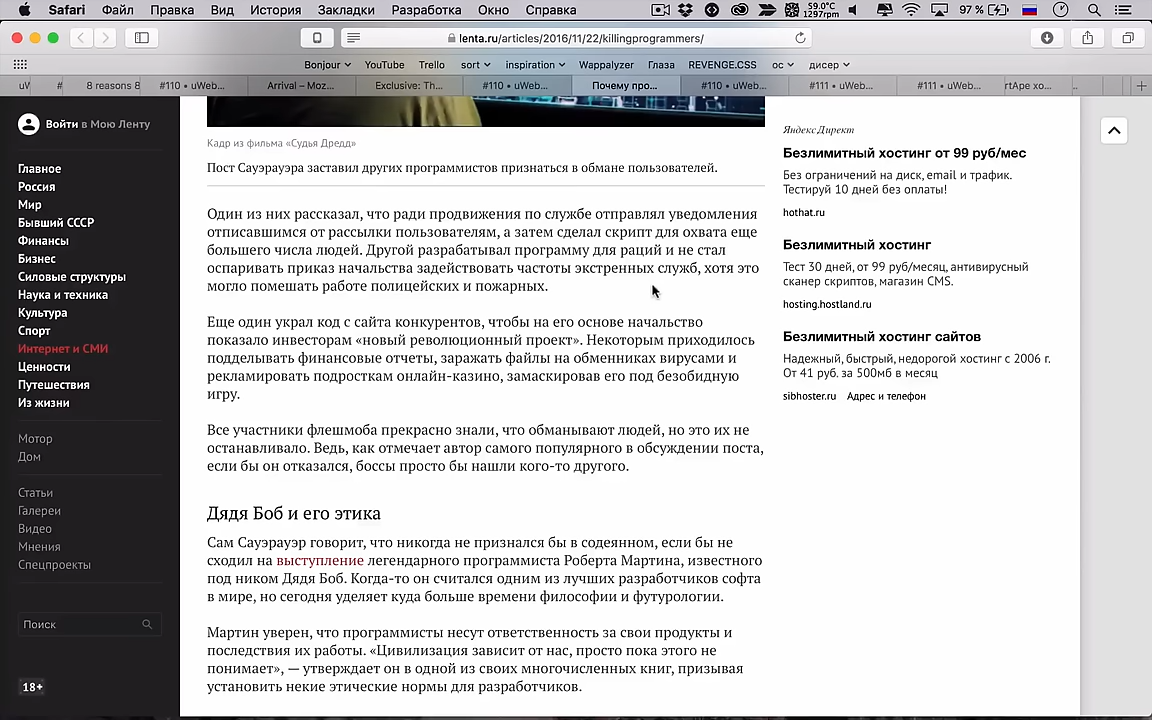 Safari Файл Правка Вид История Закладки Разработка Окно Справка 59.0°C 1297rpm 97 %
lenta.ru/articles/2016/11/22/killingprogrammers/
Bonjour YouTube Trello sort inspiration Wappalyzer Глаза REVENGE.CSS ос дисер
uW # 8 reasons 8 #110 – uWeb... Arrival – Moz... Exclusive: Th... #110 – uWeb... Почему про... #110 – uWeb... #111 – uWeb... #111 – uWeb... rtApe хо...
Войти в Мою Ленту
Главное
Россия
Мир
Бывший СССР
Финансы
Бизнес
Силовые структуры
Наука и техника
Культура
Спорт
Интернет и СМИ
Ценности
Путешествия
Из жизни
Мотор
Дом
Статьи
Галереи
Видео
Мнения
Спецпроекты
Поиск
18+
Кадр из фильма «Судья Дредд»
Пост Сауэрауэра заставил других программистов признаться в обмане пользователей.
Один из них рассказал, что ради продвижения по службе отправлял уведомления
отписавшимся от рассылки пользователям, а затем сделал скрипт для охвата еще
большего числа людей. Другой разрабатывал программу для раций и не стал
оспаривать приказ начальства задействовать частоты экстренных служб, хотя это
могло помешать работе полицейских и пожарных.
Еще один украл код с сайта конкурентов, чтобы на его основе начальство
показало инвесторам «новый революционный проект». Некоторым приходилось
подделывать финансовые отчеты, заражать файлы на обменниках вирусами и
рекламировать подросткам онлайн-казино, замаскировав его под безобидную
игру.
Все участники флешмоба прекрасно знали, что обманывают людей, но это их не
останавливало. Ведь, как отмечает автор самого популярного в обсуждении поста,
если бы он отказался, боссы просто бы нашли кого-то другого.
Дядя Боб и его этика
Сам Сауэрауэр говорит, что никогда не признался бы в содеянном, если бы не
сходил на выступление легендарного программиста Роберта Мартина, известного
под ником Дядя Боб. Когда-то он считался одним из лучших разработчиков софта
в мире, но сегодня уделяет куда больше времени философии и футурологии.
Мартин уверен, что программисты несут ответственность за свои продукты и
последствия их работы. «Цивилизация зависит от нас, просто пока этого не
понимает», — утверждает он в одной из своих многочисленных книг, призывая
установить некие этические нормы для разработчиков.
Яндекс Директ
Безлимитный хостинг от 99 руб/мес
Без ограничений на диск, email и трафик.
Тестируй 10 дней без оплаты!
hothat.ru
Безлимитный хостинг
Тест 30 дней, от 99 руб/месяц, антивирусный
сканер скриптов, магазин CMS.
hosting.hostland.ru
Безлимитный хостинг сайтов
Надежный, быстрый, недорогой хостинг с 2006 г.
От 41 руб. за 500мб в месяц
sibhoster.ru Адрес и телефон